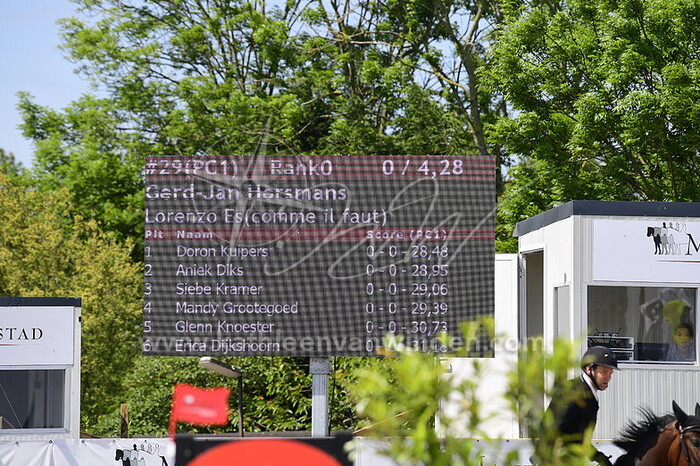 #29(PC1) Rank0 0 / 4,28
Gerd-Jan Horsmans
Lorenzo Es(comme il faut)
Plt Naam Score (PC1)
1 Doron Kuipers 0 - 0 - 28,48
2 Aniek Diks 0 - 0 - 28,95
3 Siebe Kramer 0 - 0 - 29,06
4 Mandy Grootegoed 0 - 0 - 29,39
5 Glenn Knoester 0 - 0 - 30,73
6 Erica Dijkshoorn 0 - 0 -
STAD
M